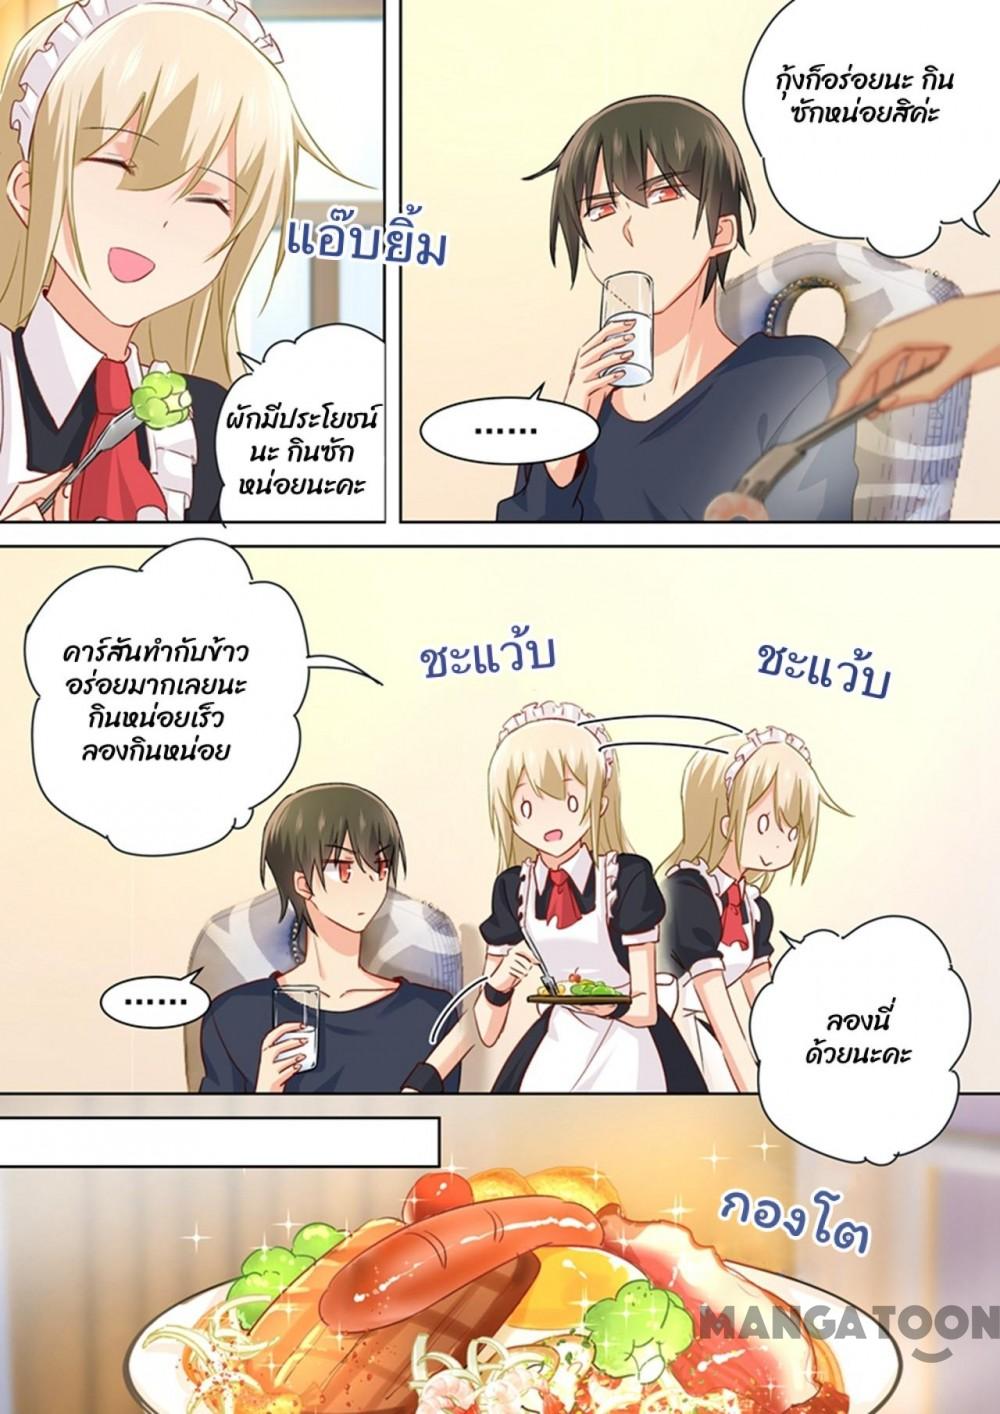 แอ๊บยิ้ม
ผักมีประโยชน์
นะ กินซัก
หน่อยนะคะ
กุ้งก็อร่อยนะ กิน
ซักหน่อยสิค่ะ
......
คาร์สันทำกับข้าว
อร่อยมากเลยนะ
กินหน่อยเร็ว
ลองกินหน่อย
ชะแว้บ
ชะแว้บ
......
ลองนี่
ด้วยนะคะ
กองโต
MANGATOON